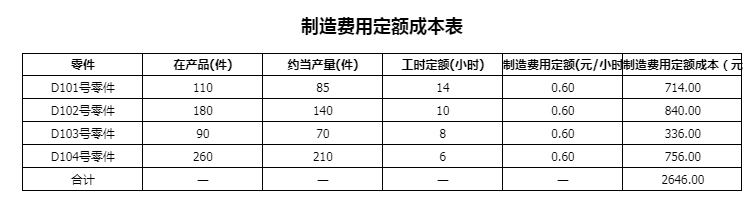 制造费用定额成本表
零件 在产品(件) 约当产量(件) 工时定额(小时) 制造费用定额(元/小时 制造费用定额成本（元
D101号零件 110 85 14 0.60 714.00
D102号零件 180 140 10 0.60 840.00
D103号零件 90 70 8 0.60 336.00
D104号零件 260 210 6 0.60 756.00
合计 — — — — 2646.00